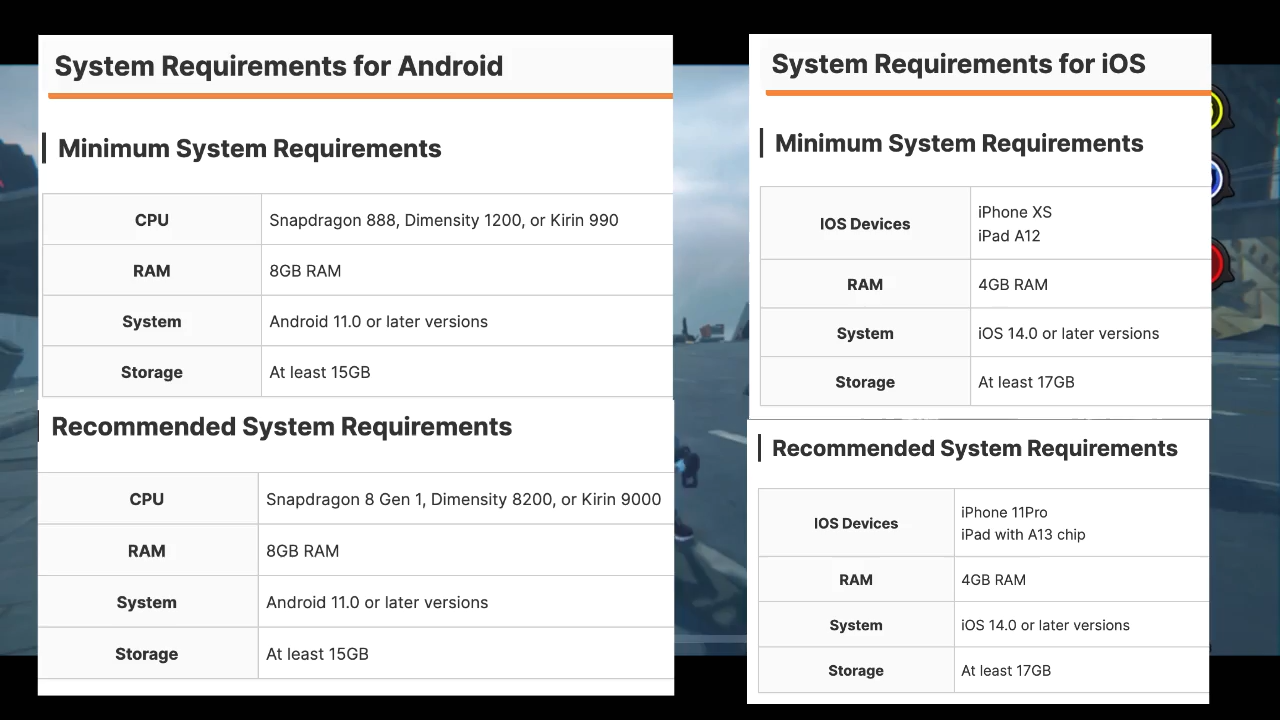 System Requirements for Android
Minimum System Requirements
CPU Snapdragon 888, Dimensity 1200, or Kirin 990
RAM 8GB RAM
System Android 11.0 or later versions
Storage At least 15GB
Recommended System Requirements
CPU Snapdragon 8 Gen 1, Dimensity 8200, or Kirin 9000
RAM 8GB RAM
System Android 11.0 or later versions
Storage At least 15GB
System Requirements for iOS
Minimum System Requirements
IOS Devices iPhone XS
iPad A12
RAM 4GB RAM
System iOS 14.0 or later versions
Storage At least 17GB
Recommended System Requirements
IOS Devices iPhone 11Pro
iPad with A13 chip
RAM 4GB RAM
System iOS 14.0 or later versions
Storage At least 17GB